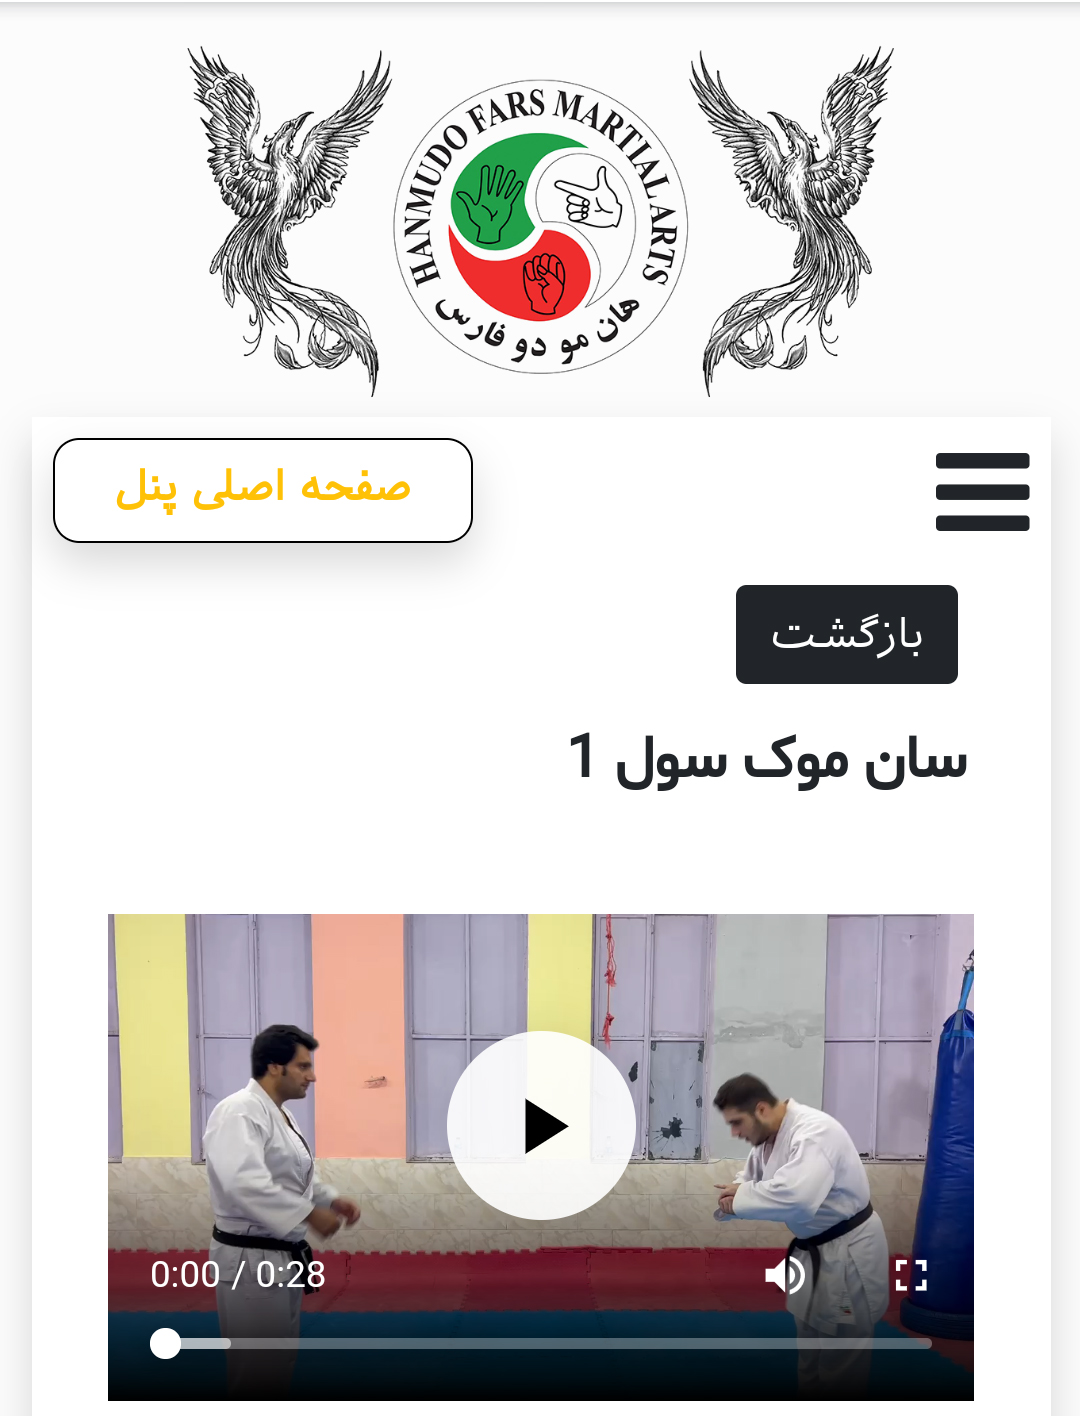 HANMUDO FARS MARTIAL ARTS
هان مو دو فارس
صفحه اصلی پنل
بازگشت
سان موک سول 1
0:00 / 0:28